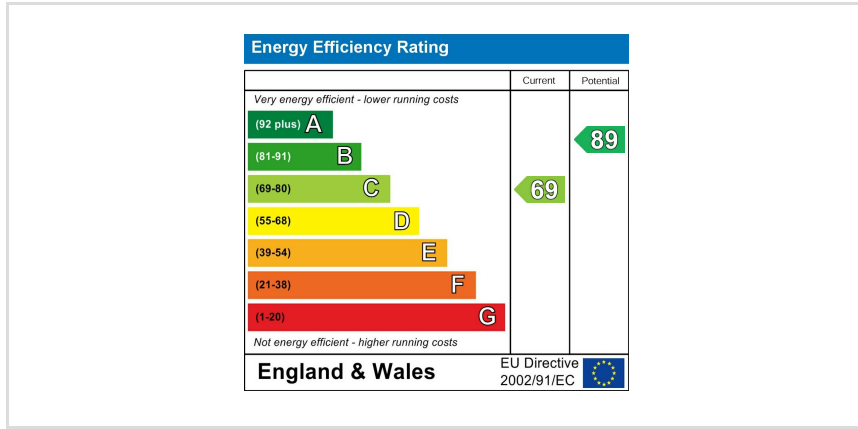 Energy Efficiency Rating
Current Potential
Very energy efficient - lower running costs
(92 plus) A
89
(81-91) B
(69-80) C 69
(55-68) D
(39-54) E
(21-38) F
(1-20) G
Not energy efficient - higher running costs
England & Wales
EU Directive
2002/91/EC